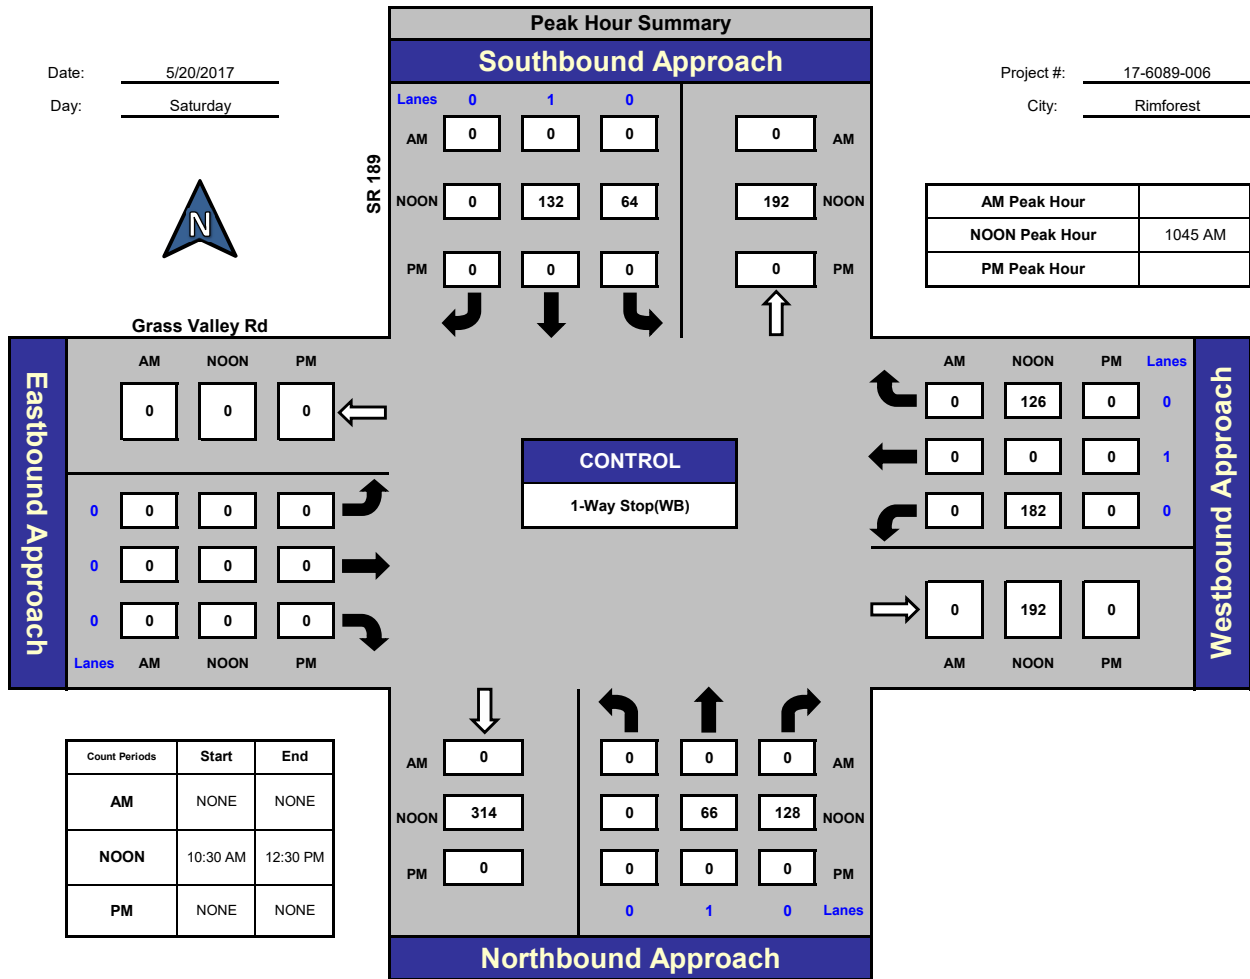 Peak Hour Summary
Southbound Approach
Date: 5/20/2017
Day: Saturday
Project #: 17-6089-006
City: Rimforest
N
SR 189
Lanes 0 1 0
AM 0 0 0 0 AM
NOON 0 132 64 192 NOON
PM 0 0 0 0 PM
AM Peak Hour
NOON Peak Hour 1045 AM
PM Peak Hour
Grass Valley Rd
Eastbound Approach
AM NOON PM
0 0 0
0 0 0 0
0 0 0 0
0 0 0 0
Lanes AM NOON PM
CONTROL
1-Way Stop(WB)
AM NOON PM Lanes
0 126 0 0
0 0 0 1
0 182 0 0
0 192 0
AM NOON PM
Westbound Approach
Count Periods Start End
AM NONE NONE
NOON 10:30 AM 12:30 PM
PM NONE NONE
AM 0 0 0 0 AM
NOON 314 0 66 128 NOON
PM 0 0 0 0 PM
0 1 0 Lanes
Northbound Approach